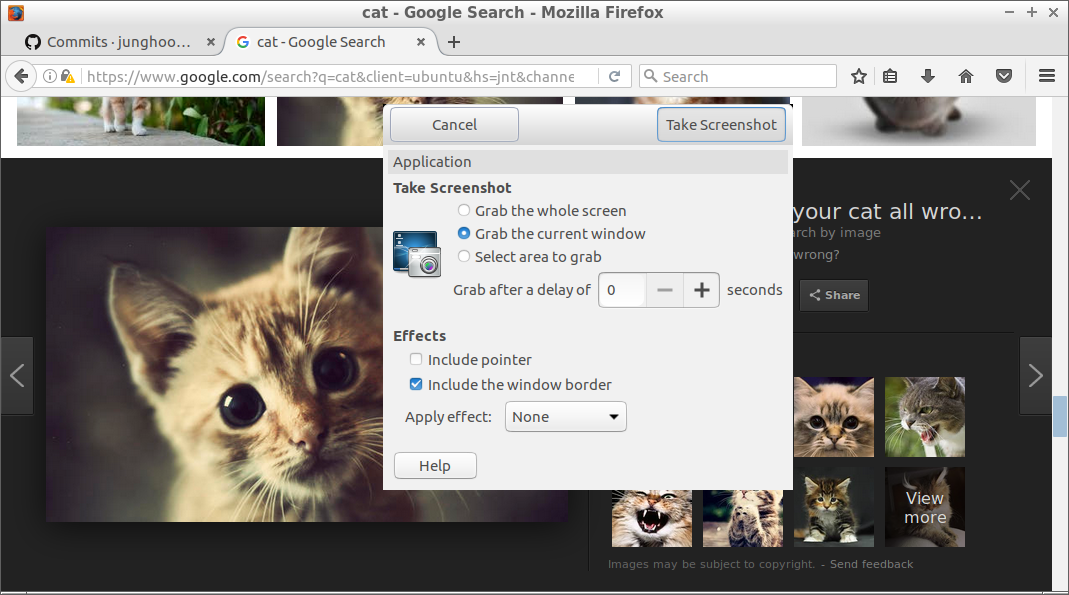 cat - Google Search - Mozilla Firefox
Commits · junghoo...
cat - Google Search
https://www.google.com/search?q=cat&client=ubuntu&hs=jnt&channe
Search
Cancel
Take Screenshot
Application
Take Screenshot
Grab the whole screen
Grab the current window
Select area to grab
Grab after a delay of 0 seconds
Effects
Include pointer
Include the window border
Apply effect: None
Help
your cat all wro...
arch by image
wrong?
Share
View
more
Images may be subject to copyright. - Send feedback